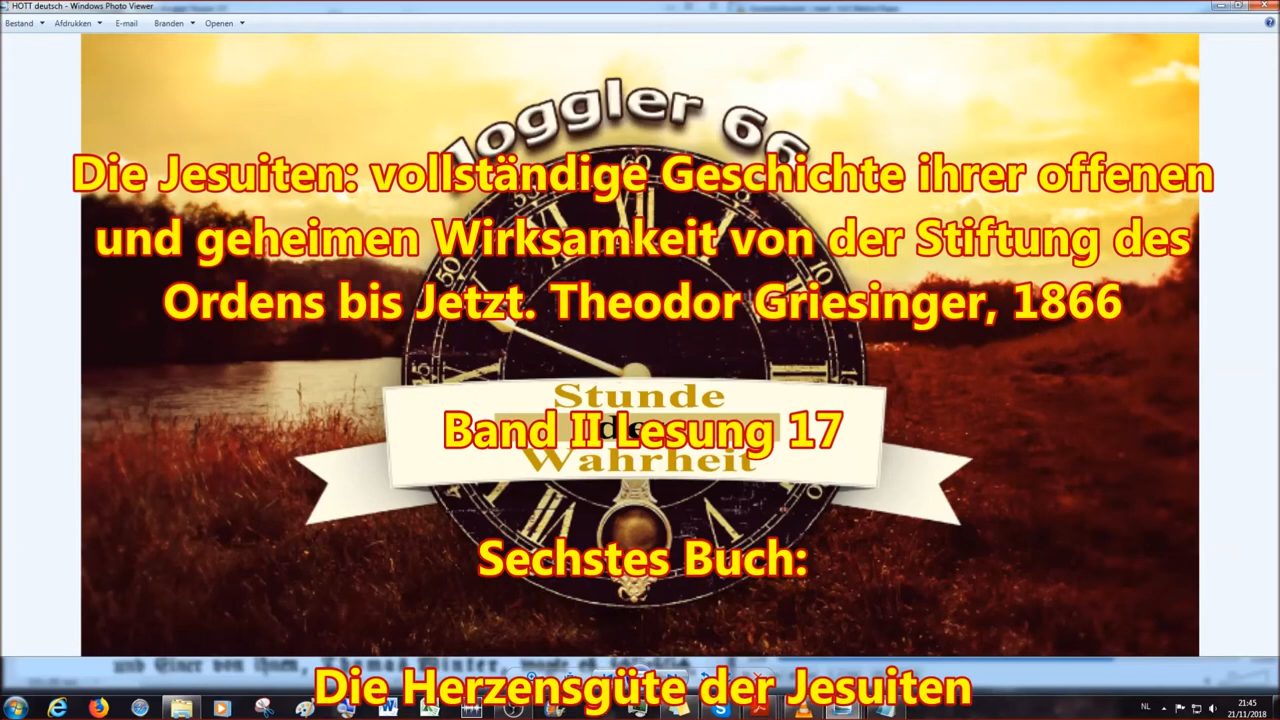 HOTT deutsch - Windows Photo Viewer
Bestand Afdrukken E-mail Branden Openen
Joggler 66
Die Jesuiten: vollständige Geschichte ihrer offenen
und geheimen Wirksamkeit von der Stiftung des
Ordens bis Jetzt. Theodor Griesinger, 1866
Stunde
Band II Lesung 17
Wahrheit
Sechstes Buch:
Die Herzensgüte der Jesuiten
NL
21:45
21/11/2018